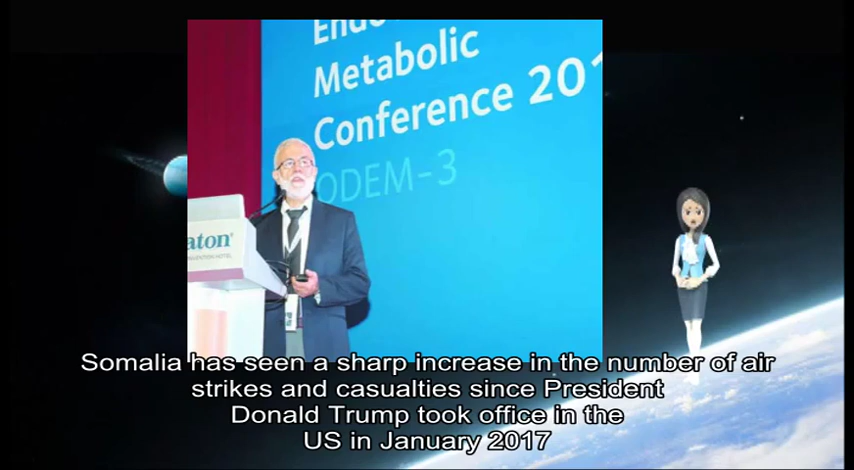 Metabolic
Conference 201
ODEM-3
aton
Somalia has seen a sharp increase in the number of air
strikes and casualties since President
Donald Trump took office in the
US in January 2017